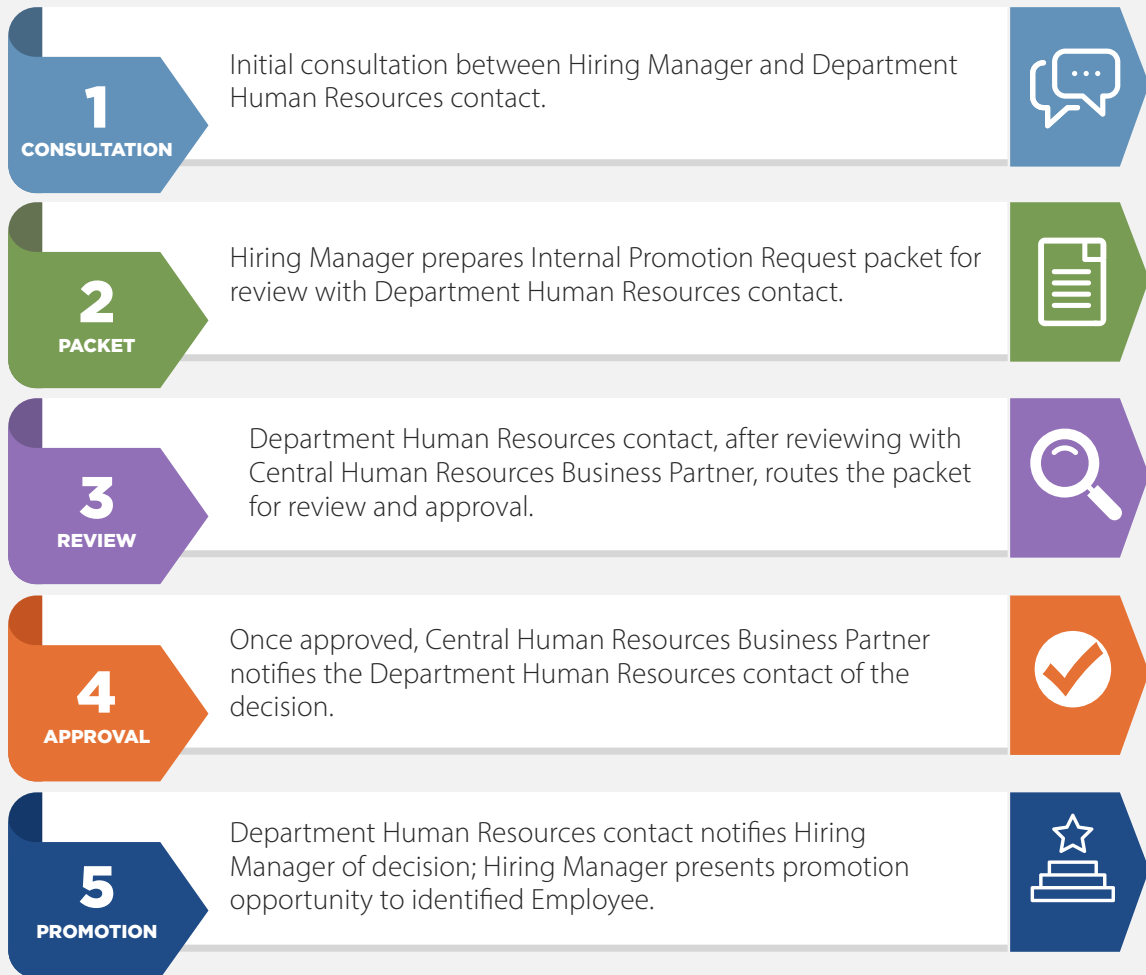 1
CONSULTATION
Initial consultation between Hiring Manager and Department
Human Resources contact.
2
PACKET
Hiring Manager prepares Internal Promotion Request packet for
review with Department Human Resources contact.
3
REVIEW
Department Human Resources contact, after reviewing with
Central Human Resources Business Partner, routes the packet
for review and approval.
4
APPROVAL
Once approved, Central Human Resources Business Partner
notifies the Department Human Resources contact of the
decision.
5
PROMOTION
Department Human Resources contact notifies Hiring
Manager of decision; Hiring Manager presents promotion
opportunity to identified Employee.